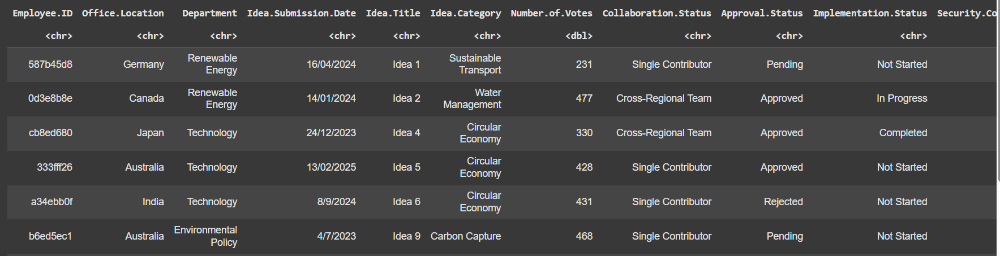 Employee.ID Office.Location Department Idea.Submission.Date Idea.Title Idea.Category Number.of.Votes Collaboration.Status Approval.Status Implementation.Status Security.Co
<chr> <chr> <chr> <chr> <chr> <chr> <dbl> <chr> <chr> <chr>
587b45d8 Germany Renewable Energy 16/04/2024 Idea 1 Sustainable Transport 231 Single Contributor Pending Not Started
0d3e8b8e Canada Renewable Energy 14/01/2024 Idea 2 Water Management 477 Cross-Regional Team Approved In Progress
cb8ed680 Japan Technology 24/12/2023 Idea 4 Circular Economy 330 Cross-Regional Team Approved Completed
333fff26 Australia Technology 13/02/2025 Idea 5 Circular Economy 428 Single Contributor Approved Not Started
a34ebb0f India Technology 8/9/2024 Idea 6 Circular Economy 431 Single Contributor Rejected Not Started
b6ed5ec1 Australia Environmental Policy 4/7/2023 Idea 9 Carbon Capture 468 Single Contributor Pending Not Started